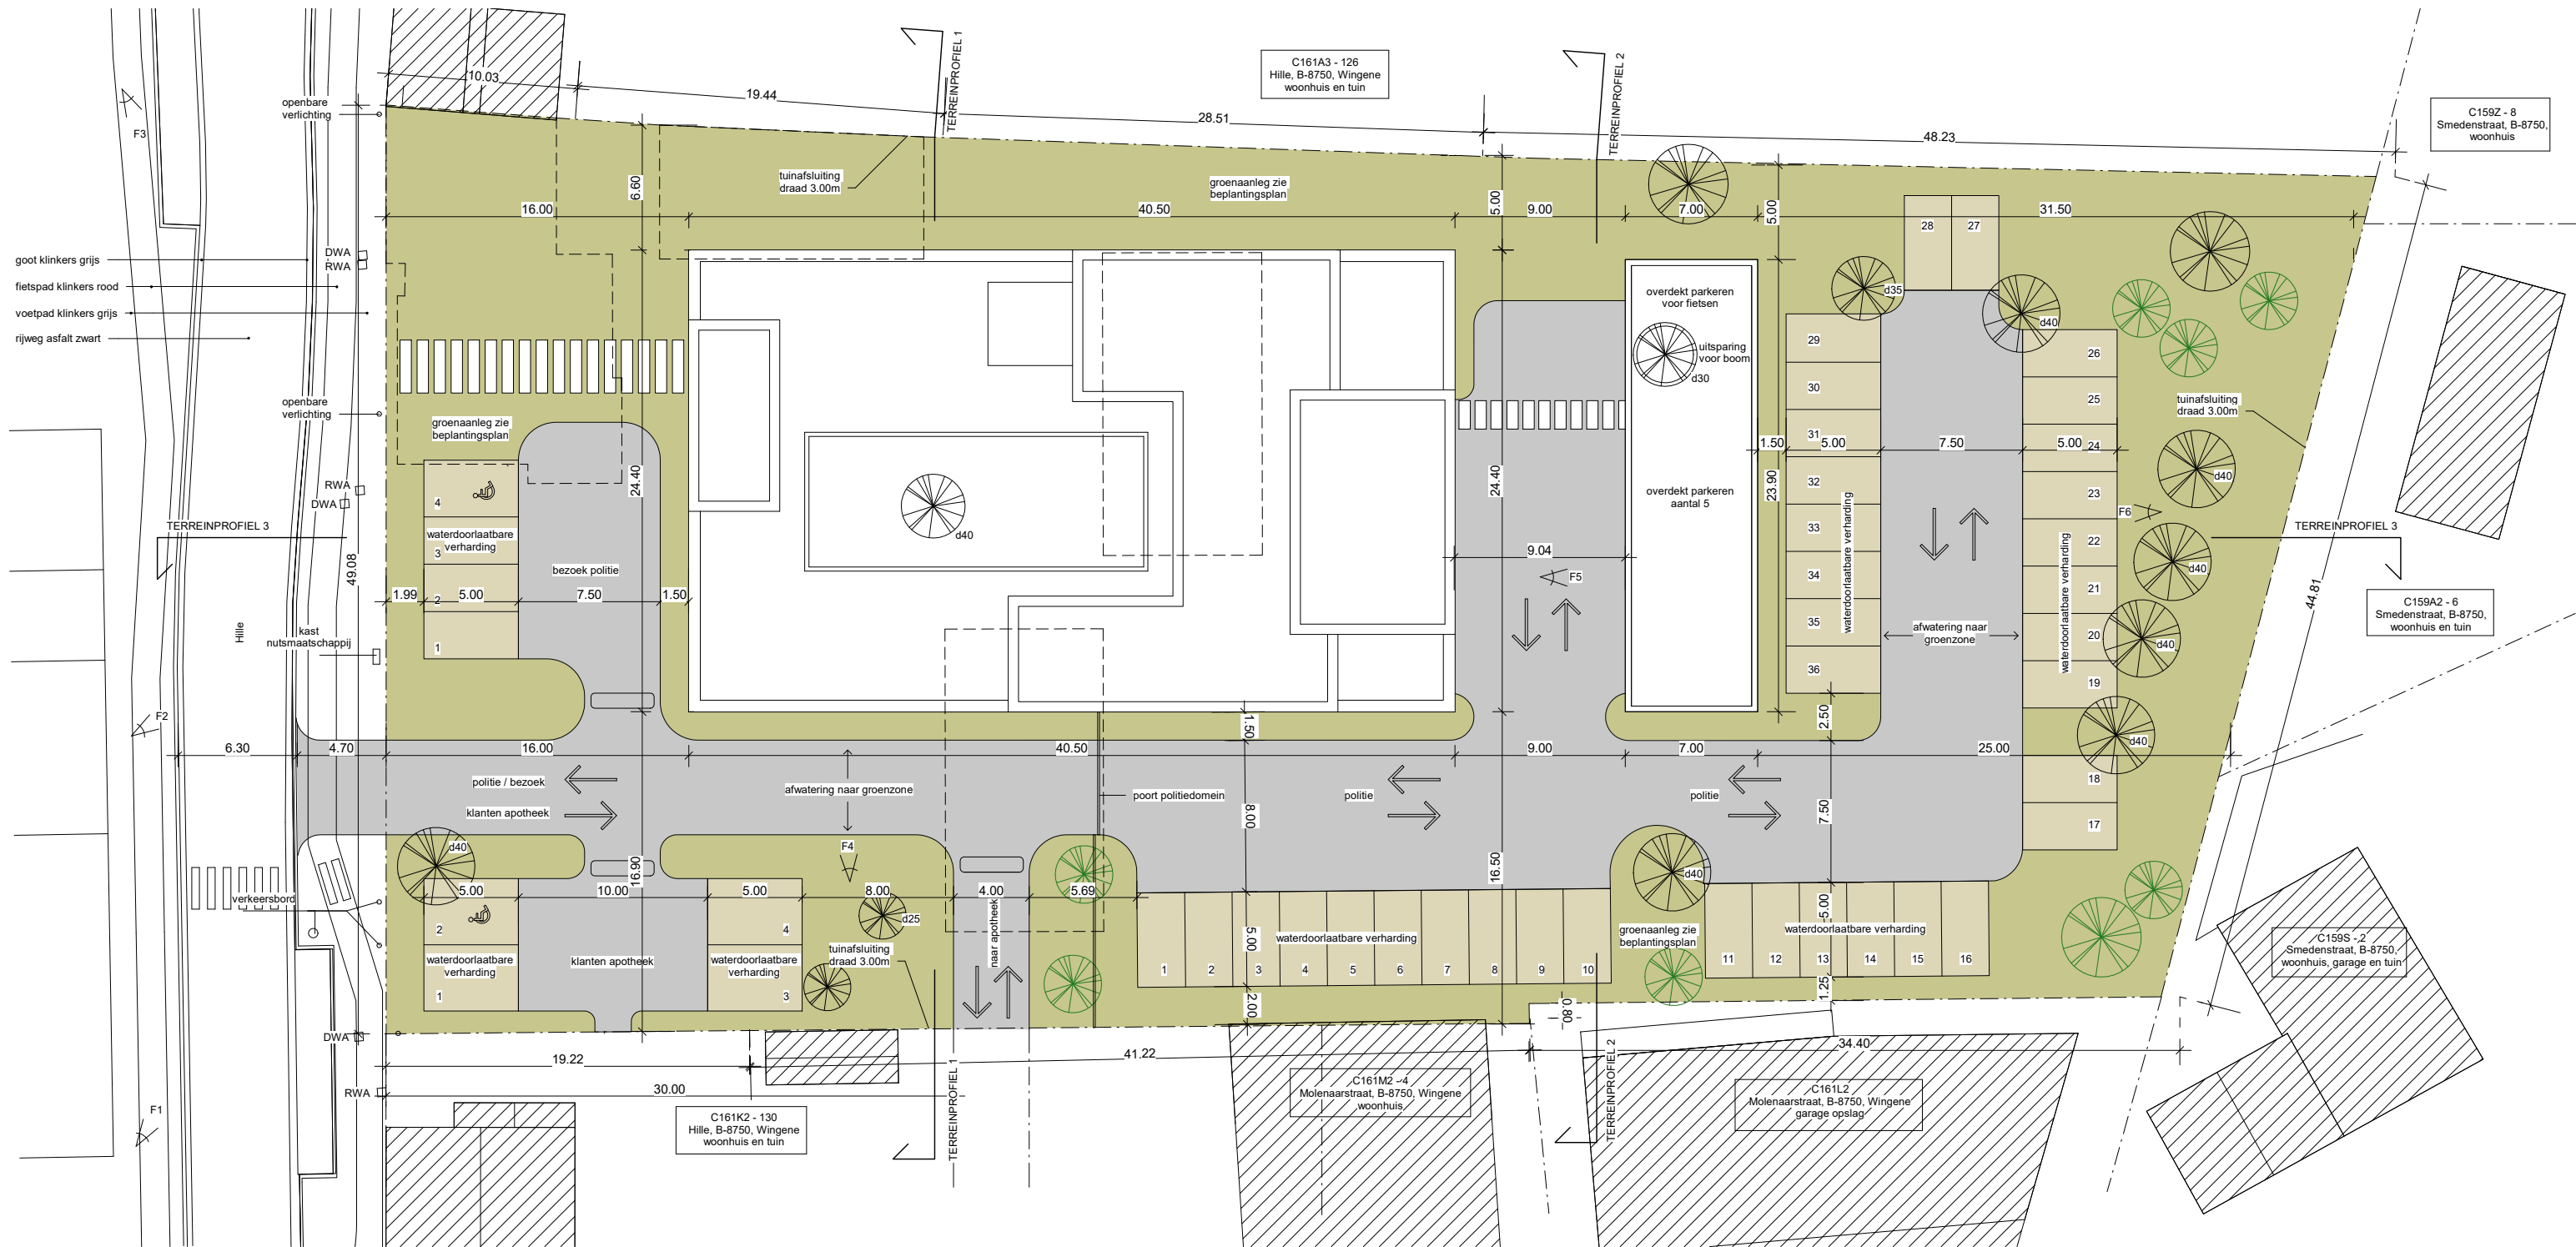 10.03
19.44
TERREINPROFIEL 1
C161A3 - 126
Hille, B-8750, Wingene
woonhuis en tuin
28.51
TERREINPROFIEL 2
48.23
C159Z - 8
Smedenstraat, B-8750,
woonhuis
openbare
verlichting
F3
tuinafsluiting
draad 3.00m
groenaanleg zie
beplantingsplan
6.60
5.00
5.00
16.00
40.50
9.00
7.00
31.50
28
27
goot klinkers grijs
fietspad klinkers rood
voetpad klinkers grijs
rijweg asfalt zwart
DWA
RWA
overdekt parkeren
voor fietsen
uitsparing
voor boom
d30
d35
d40
29
30
31
32
33
34
35
36
26
25
24
23
22
21
20
19
18
17
openbare
verlichting
groenaanleg zie
beplantingsplan
tuinafsluiting
draad 3.00m
1.50
5.00
7.50
5.00
24.40
24.40
23.90
overdekt parkeren
aantal 5
waterdoorlaatbare verharding
waterdoorlaatbare verharding
RWA
DWA
4
waterdoorlaatbare
verharding
3
2
1
d40
d40
F6
TERREINPROFIEL 3
TERREINPROFIEL 3
49.08
bezoek politie
9.04
F5
d40
44.81
1.99
5.00
7.50
1.50
C159A2 - 6
Smedenstraat, B-8750,
woonhuis en tuin
Hille
kast
nutsmaatschappij
afwatering naar
groenzone
d40
F2
1.50
2.50
d40
6.30
4.70
16.00
40.50
9.00
7.00
25.00
politie / bezoek
klanten apotheek
afwatering naar groenzone
poort politiedomein
politie
politie
8.00
7.50
d40
F4
16.90
16.50
d40
verkeersbord
5.00
10.00
5.00
8.00
4.00
5.69
2
waterdoorlaatbare
verharding
1
klanten apotheek
4
waterdoorlaatbare
verharding
3
d25
tuinafsluiting
draad 3.00m
naar apotheek
5.00
waterdoorlaatbare verharding
1
2
3
4
5
6
7
8
9
10
2.00
groenaanleg zie
beplantingsplan
5.00
waterdoorlaatbare verharding
11
12
13
14
15
16
1.25
0.80
C159S - 2
Smedenstraat, B-8750,
woonhuis, garage en tuin
DWA
19.22
41.22
34.40
RWA
30.00
F1
C161K2 - 130
Hille, B-8750, Wingene
woonhuis en tuin
TERREINPROFIEL 1
C161M2 - 4
Molenaarstraat, B-8750, Wingene
woonhuis
TERREINPROFIEL 2
C161L2
Molenaarstraat, B-8750, Wingene
garage opslag